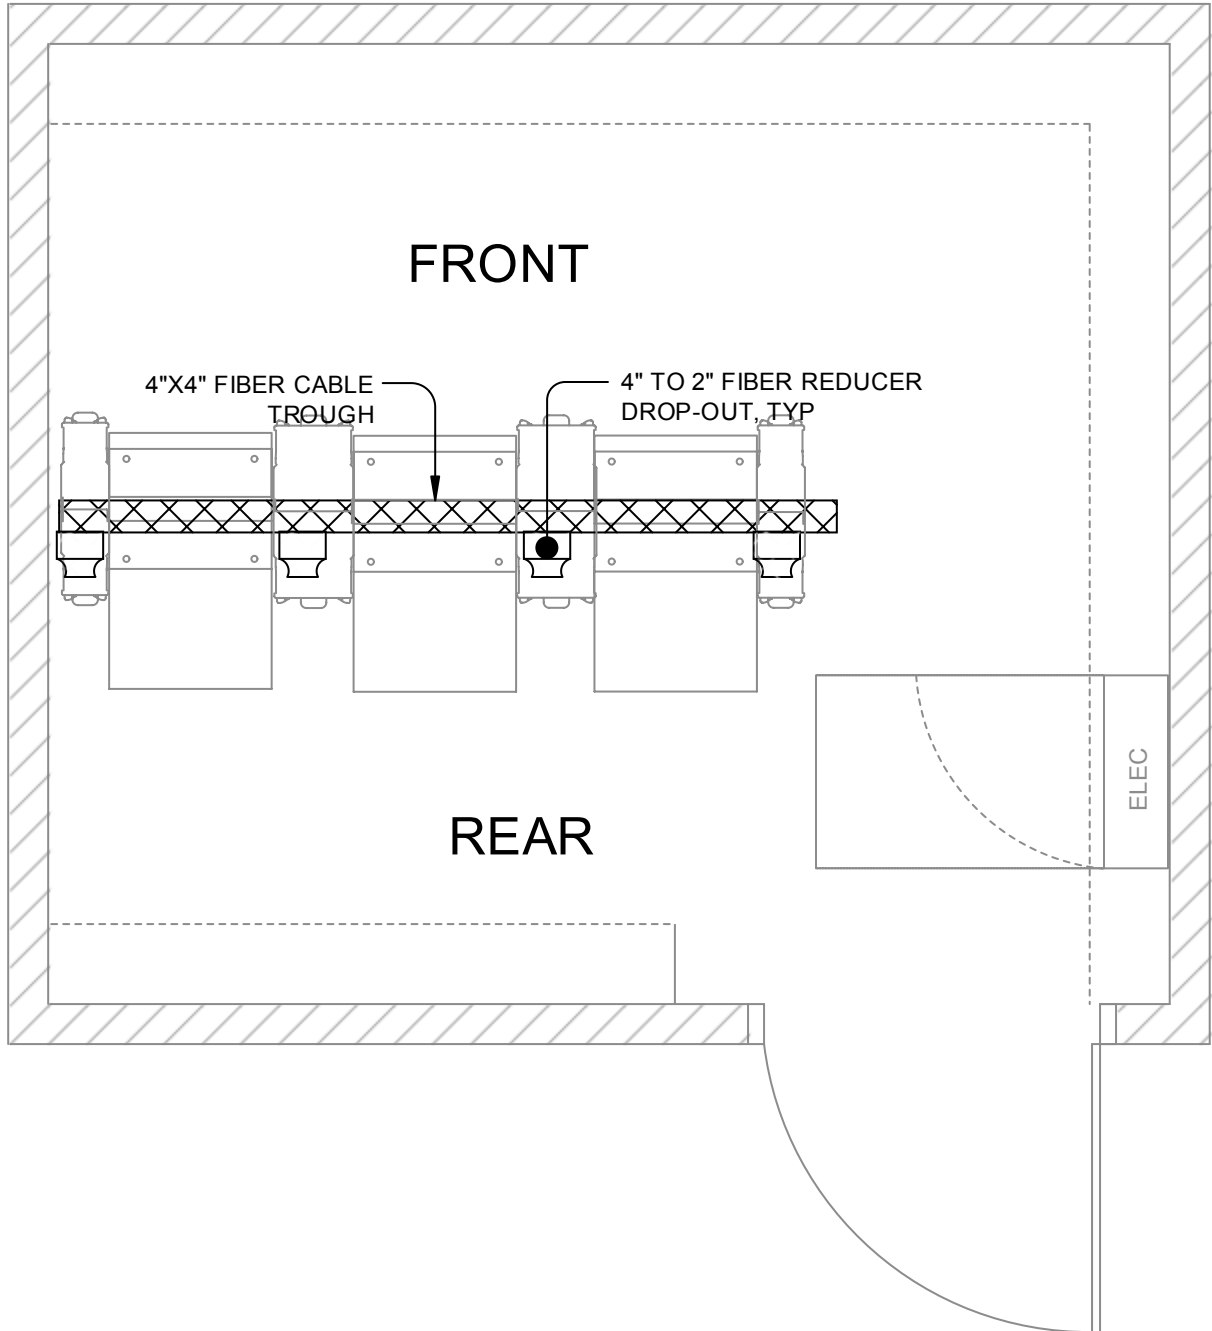 FRONT
4"X4" FIBER CABLE
TROUGH
4" TO 2" FIBER REDUCER
DROP-OUT, TYP
ELEC
REAR